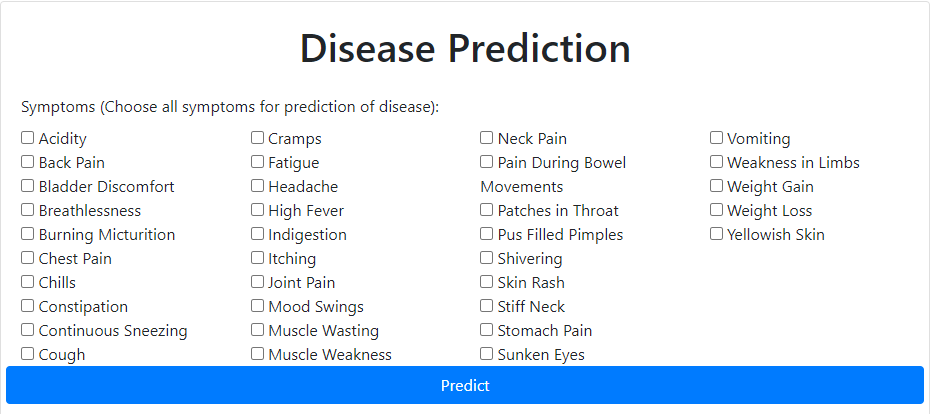 Disease Prediction
Symptoms (Choose all symptoms for prediction of disease):
Acidity
Back Pain
Bladder Discomfort
Breathlessness
Burning Micturition
Chest Pain
Chills
Constipation
Continuous Sneezing
Cough
Cramps
Fatigue
Headache
High Fever
Indigestion
Itching
Joint Pain
Mood Swings
Muscle Wasting
Muscle Weakness
Neck Pain
Pain During Bowel
Movements
Patches in Throat
Pus Filled Pimples
Shivering
Skin Rash
Stiff Neck
Stomach Pain
Sunken Eyes
Vomiting
Weakness in Limbs
Weight Gain
Weight Loss
Yellowish Skin
Predict